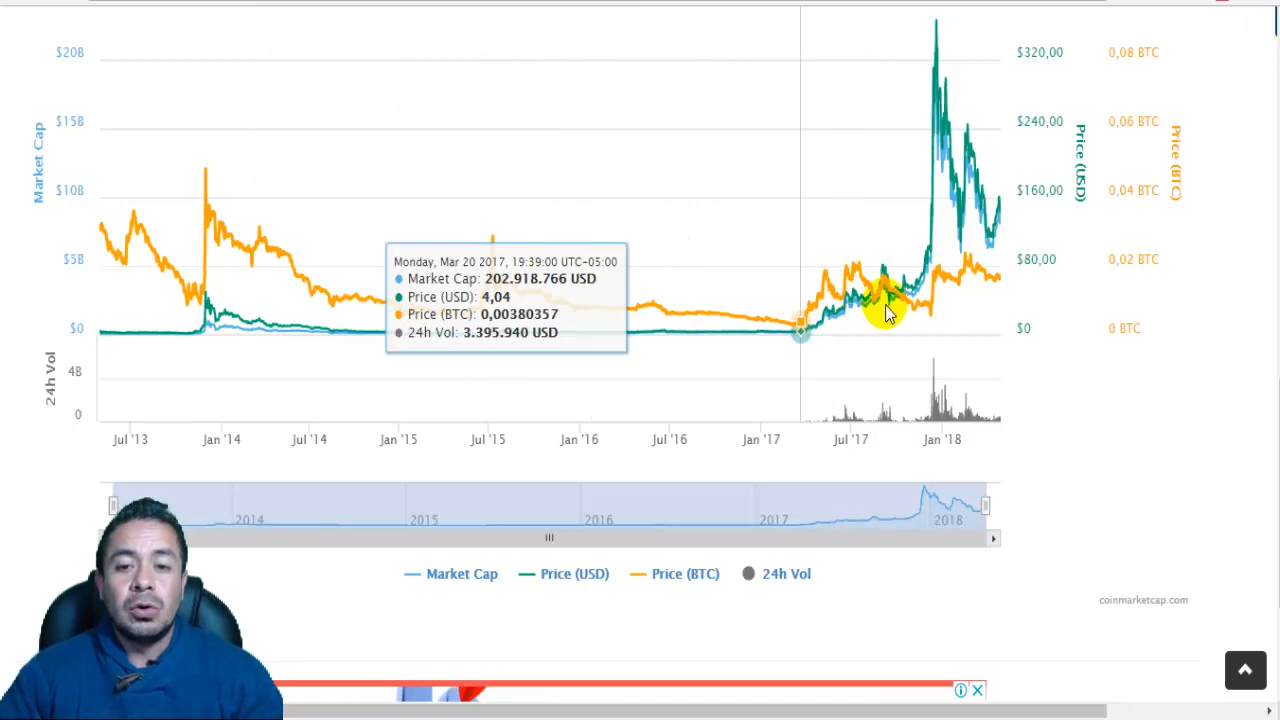 $20B
$15B
$10B
$5B
$0
Market Cap
4B
0
24h Vol
$320,00
$240,00
$160,00
$80,00
$0
Price (USD)
0,08 BTC
0,06 BTC
0,04 BTC
0,02 BTC
0 BTC
Price (BTC)
Monday, Mar 20 2017, 19:39:00 UTC-05:00
Market Cap: 202.918.766 USD
Price (USD): 4,04
Price (BTC): 0,00380357
24h Vol: 3.395.940 USD
Jul '13 Jan '14 Jul '14 Jan '15 Jul '15 Jan '16 Jul '16 Jan '17 Jul '17 Jan '18
2014 2015 2016 2017 2018
Market Cap Price (USD) Price (BTC) 24h Vol
coinmarketcap.com